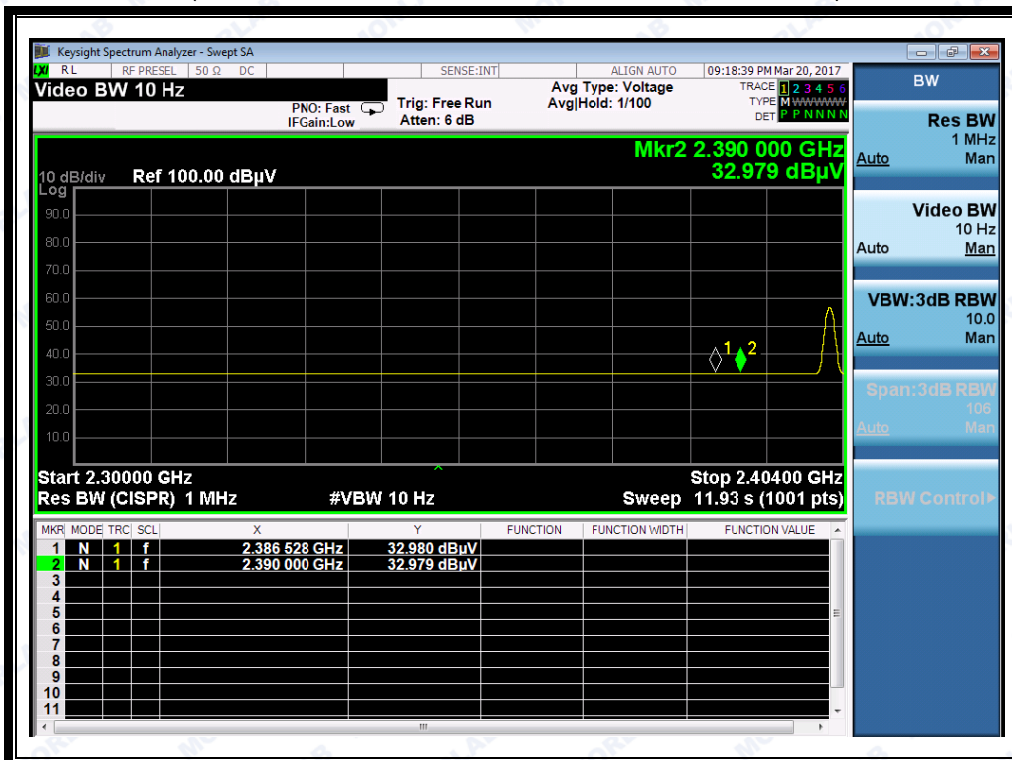 Keysight Spectrum Analyzer - Swept SA
LXI RL RF PRESEL 50 Ω DC SENSE:INT ALIGN AUTO 09:18:39 PM Mar 20, 2017
Video BW 10 Hz
PNO: Fast
IFGain:Low
Trig: Free Run
Atten: 6 dB
Avg Type: Voltage
Avg|Hold: 1/100
TRACE 1 2 3 4 5 6
TYPE M WWWWW
DET P P N N N N
Mkr2 2.390 000 GHz
32.979 dBµV
10 dB/div Ref 100.00 dBµV
Log
90.0
80.0
70.0
60.0
50.0
40.0
30.0
20.0
10.0
1 2
Start 2.30000 GHz Stop 2.40400 GHz
Res BW (CISPR) 1 MHz #VBW 10 Hz Sweep 11.93 s (1001 pts)
MKR MODE TRC SCL X Y FUNCTION FUNCTION WIDTH FUNCTION VALUE
1 N 1 f 2.386 528 GHz 32.980 dBµV
2 N 1 f 2.390 000 GHz 32.979 dBµV
3
4
5
6
7
8
9
10
11
BW
Res BW
1 MHz
Auto Man
Video BW
10 Hz
Auto Man
VBW:3dB RBW
10.0
Auto Man
Span:3dB RBW
106
Auto Man
RBW Control